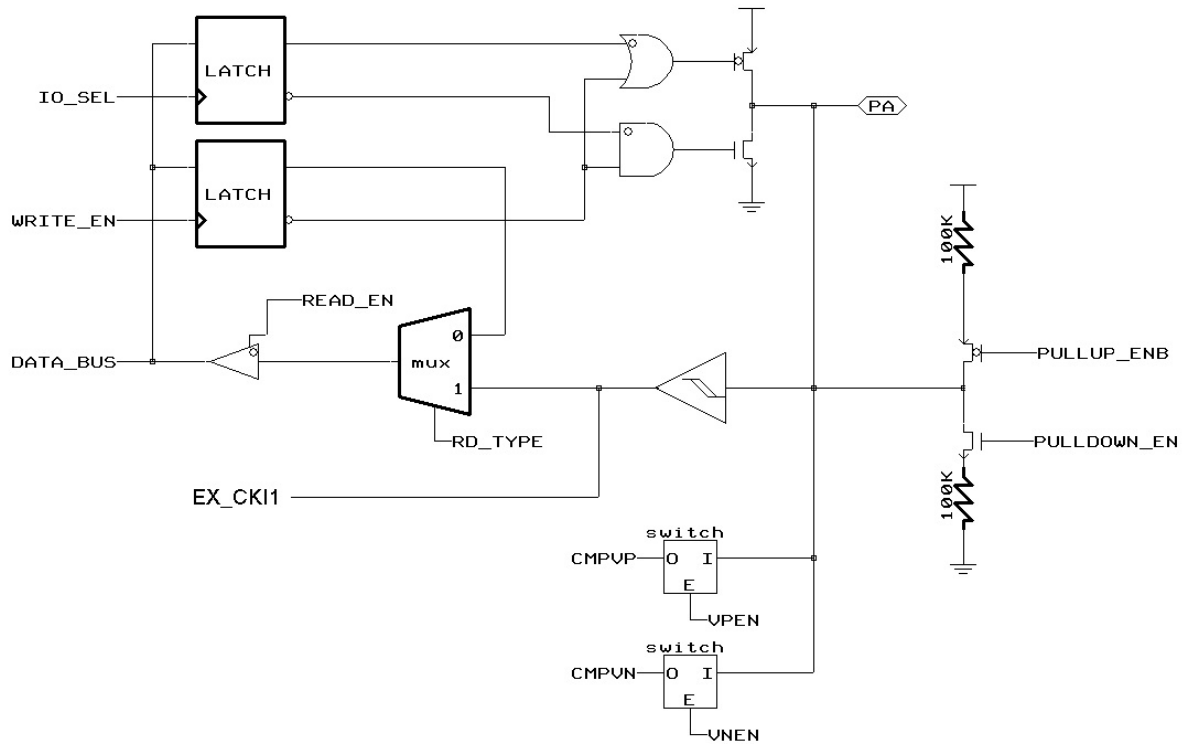 LATCH
IO_SEL
PA
LATCH
WRITE_EN
100K
READ_EN
0
DATA_BUS
mux
PULLUP_ENB
1
RD_TYPE
PULLDOWN_EN
EX_CKI1
100K
switch
CMPVP
O I
E
VPEN
switch
CMPVN
O I
E
VNEN